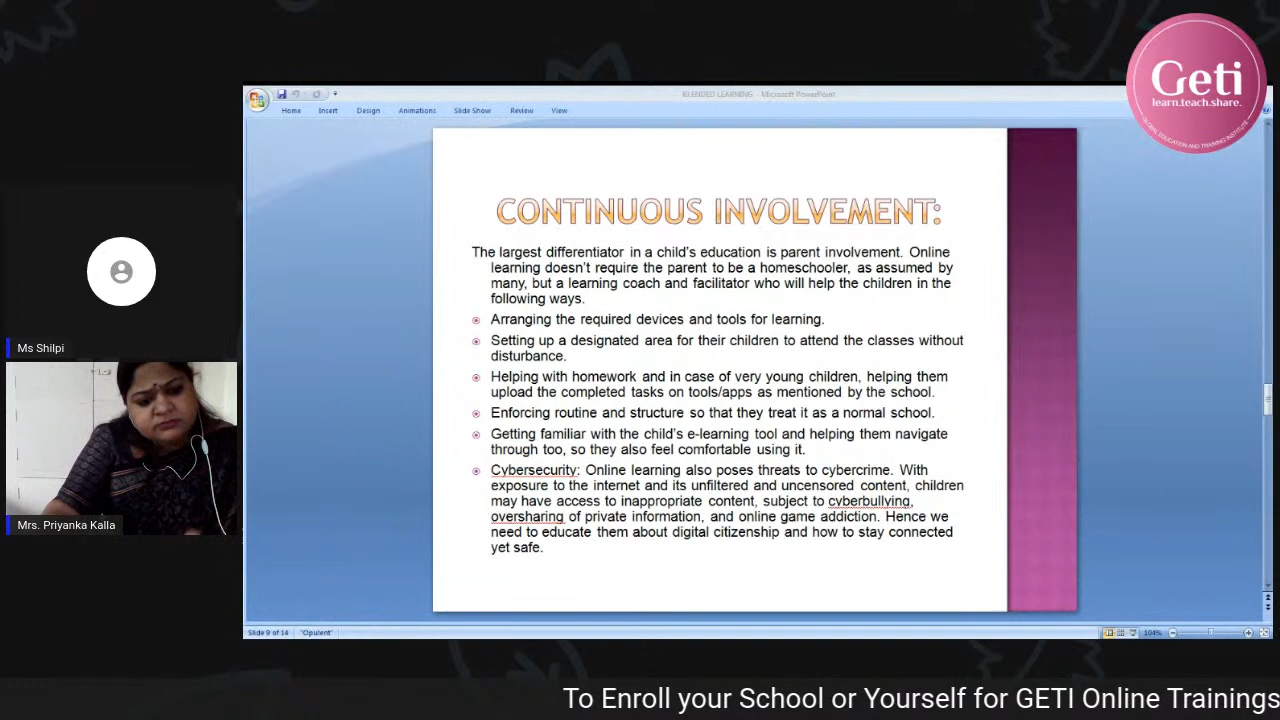 Geti
learn.teach.share.
GLOBAL EDUCATION AND TRAINING INSTITUTE
BLENDED LEARNING - Microsoft PowerPoint
Home Insert Design Animations Slide Show Review View
CONTINUOUS INVOLVEMENT:
The largest differentiator in a child's education is parent involvement. Online
learning doesn't require the parent to be a homeschooler, as assumed by
many, but a learning coach and facilitator who will help the children in the
following ways.
Arranging the required devices and tools for learning.
Setting up a designated area for their children to attend the classes without
disturbance.
Helping with homework and in case of very young children, helping them
upload the completed tasks on tools/apps as mentioned by the school.
Enforcing routine and structure so that they treat it as a normal school.
Getting familiar with the child's e-learning tool and helping them navigate
through too, so they also feel comfortable using it.
Cybersecurity: Online learning also poses threats to cybercrime. With
exposure to the internet and its unfiltered and uncensored content, children
may have access to inappropriate content, subject to cyberbullying,
oversharing of private information, and online game addiction. Hence we
need to educate them about digital citizenship and how to stay connected
yet safe.
Ms Shilpi
Mrs. Priyanka Kalla
Slide 9 of 14 "Opulent" 104%
To Enroll your School or Yourself for GETI Online Trainings